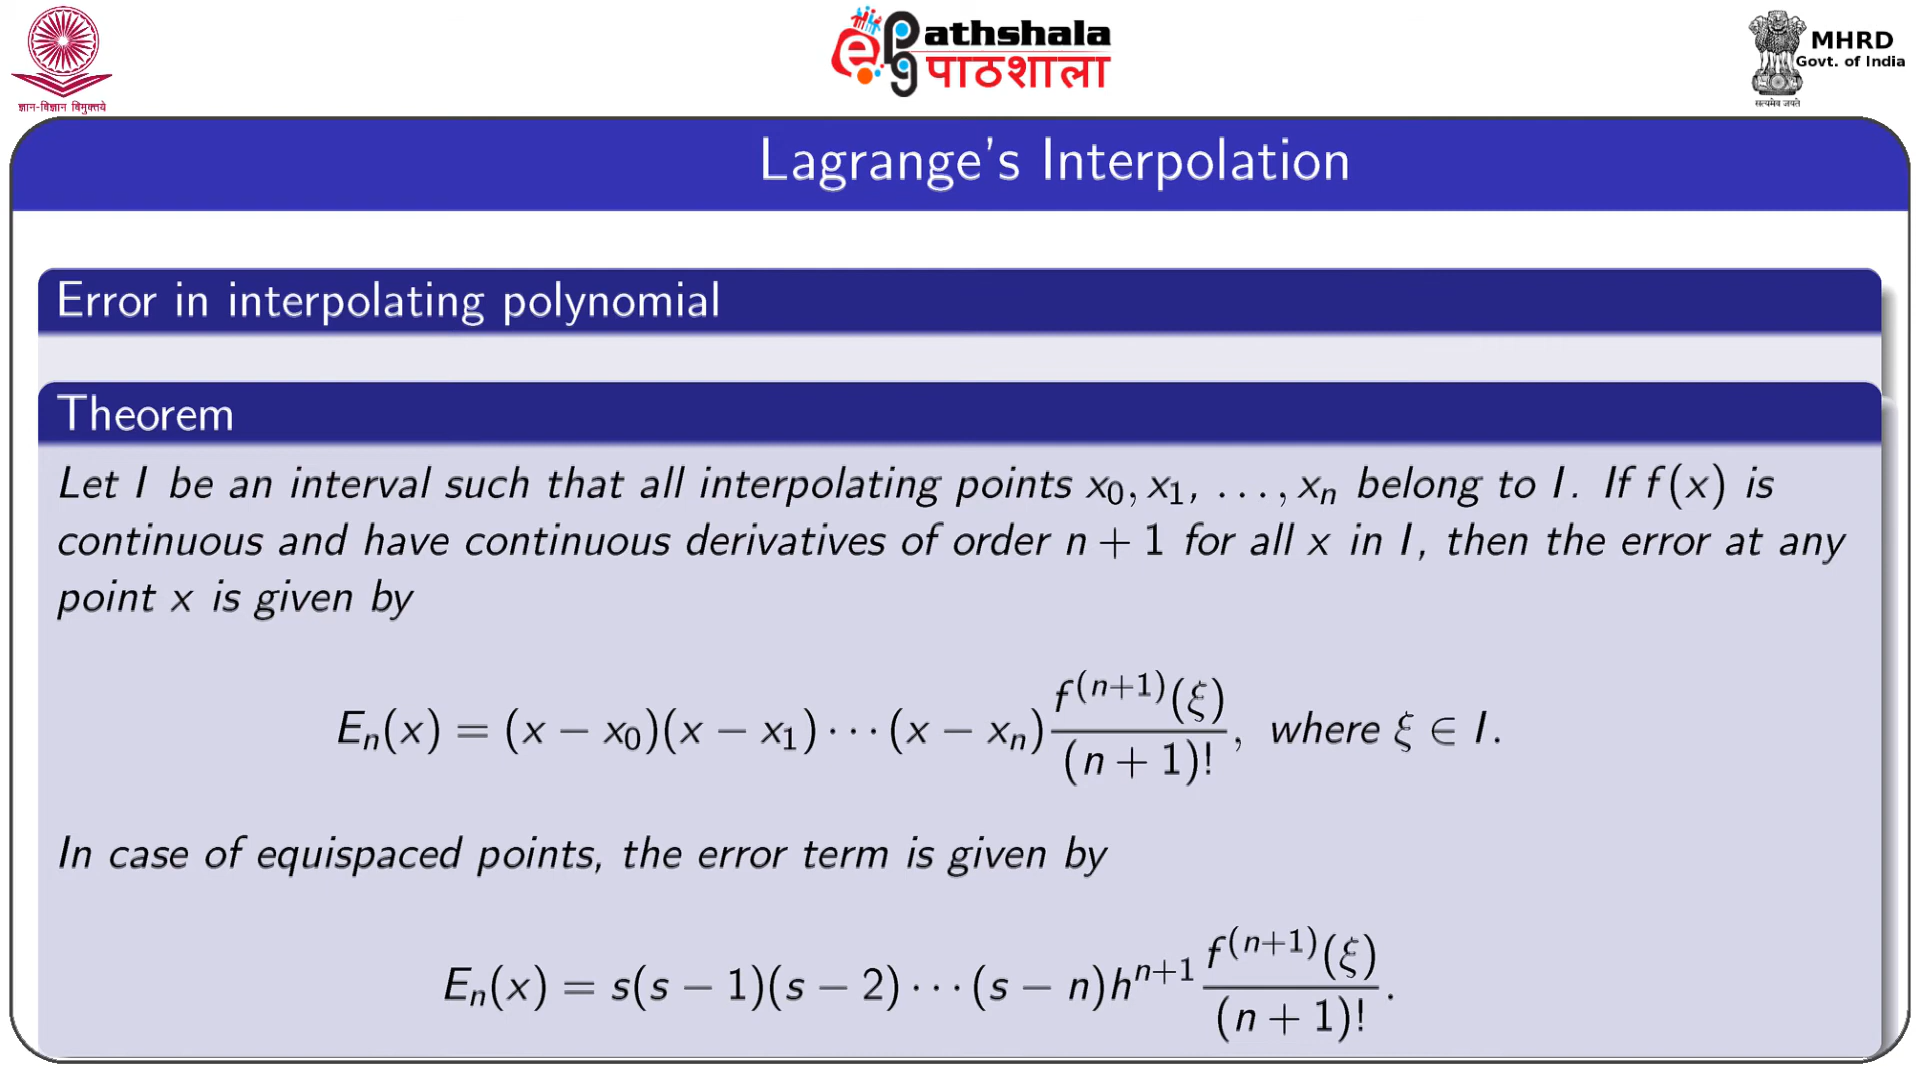 ज्ञान-विज्ञान विमुक्तये
ePG
athshala
पाठशाला
MHRD
Govt. of India
सत्यमेव जयते
Lagrange's Interpolation
Error in interpolating polynomial
Theorem
Let I be an interval such that all interpolating points x₀, x₁, ..., xₙ belong to I. If f(x) is
continuous and have continuous derivatives of order n + 1 for all x in I, then the error at any
point x is given by
Eₙ(x) = (x − x₀)(x − x₁)···(x − xₙ) f⁽ⁿ⁺¹⁾(ξ) / (n + 1)!, where ξ ∈ I.
In case of equispaced points, the error term is given by
Eₙ(x) = s(s − 1)(s − 2)···(s − n)hⁿ⁺¹ f⁽ⁿ⁺¹⁾(ξ) / (n + 1)!.